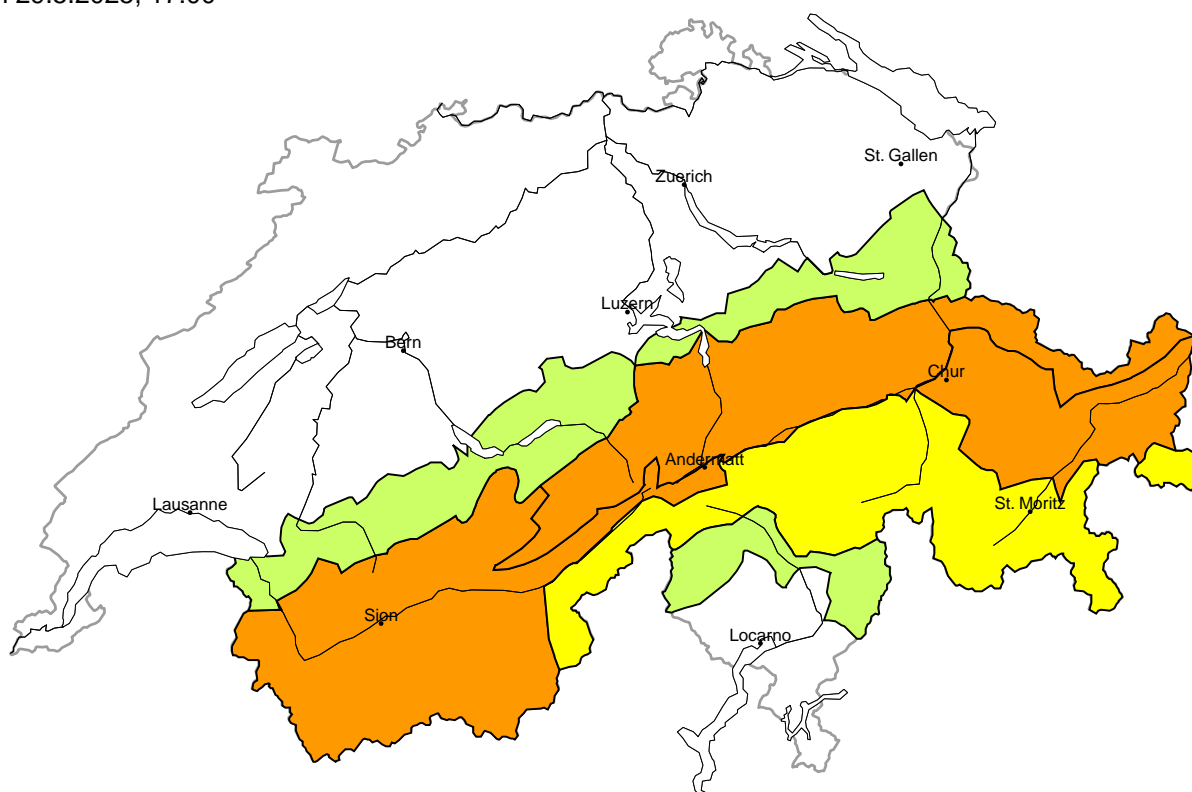 St. Gallen
Zuerich
Luzern
Bern
Chur
Andermatt
Lausanne
St. Moritz
Sion
Locarno